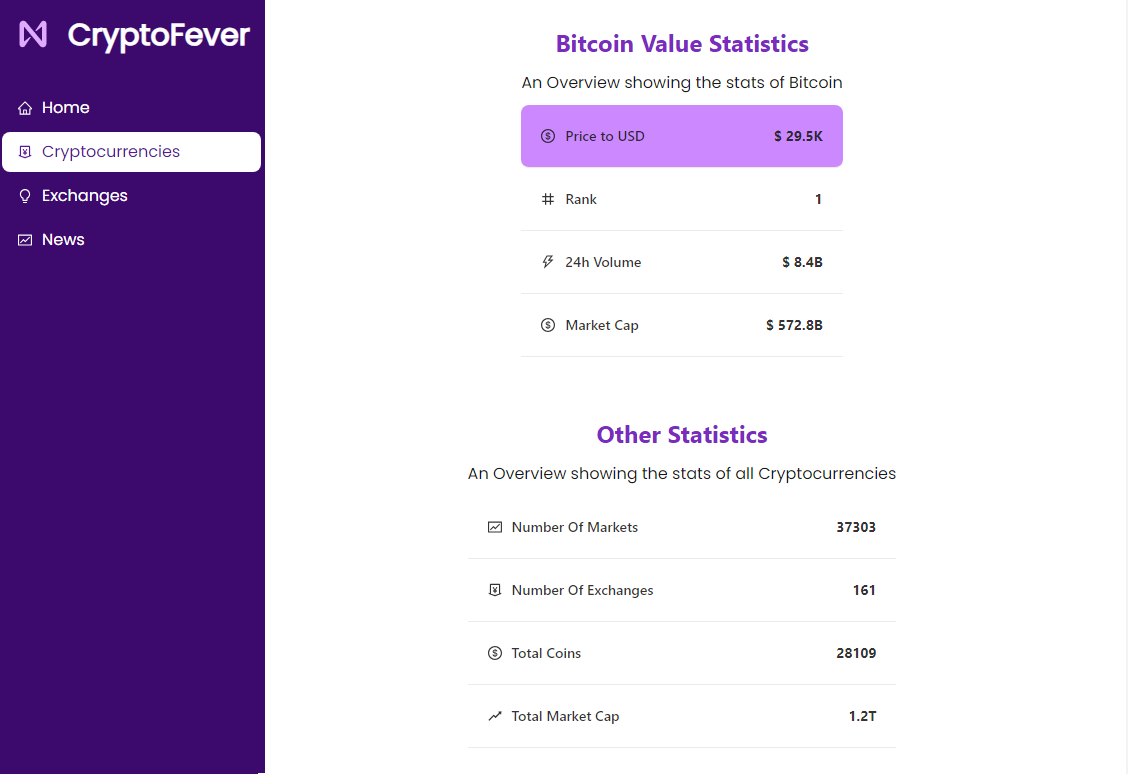 CryptoFever
Home
Cryptocurrencies
Exchanges
News
Bitcoin Value Statistics
An Overview showing the stats of Bitcoin
Price to USD $ 29.5K
Rank 1
24h Volume $ 8.4B
Market Cap $ 572.8B
Other Statistics
An Overview showing the stats of all Cryptocurrencies
Number Of Markets 37303
Number Of Exchanges 161
Total Coins 28109
Total Market Cap 1.2T